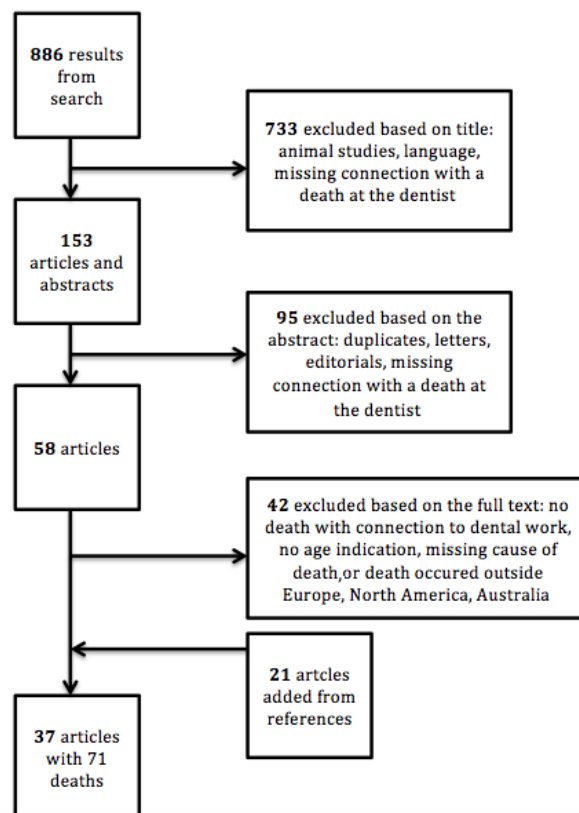 886 results
from
search
733 excluded based on title:
animal studies, language,
missing connection with a
death at the dentist
153
articles and
abstracts
95 excluded based on the
abstract: duplicates, letters,
editorials, missing
connection with a death at
the dentist
58 articles
42 excluded based on the full text: no
death with connection to dental work,
no age indication, missing cause of
death,or death occured outside
Europe, North America, Australia
21 artcles
added from
references
37 articles
with 71
deaths